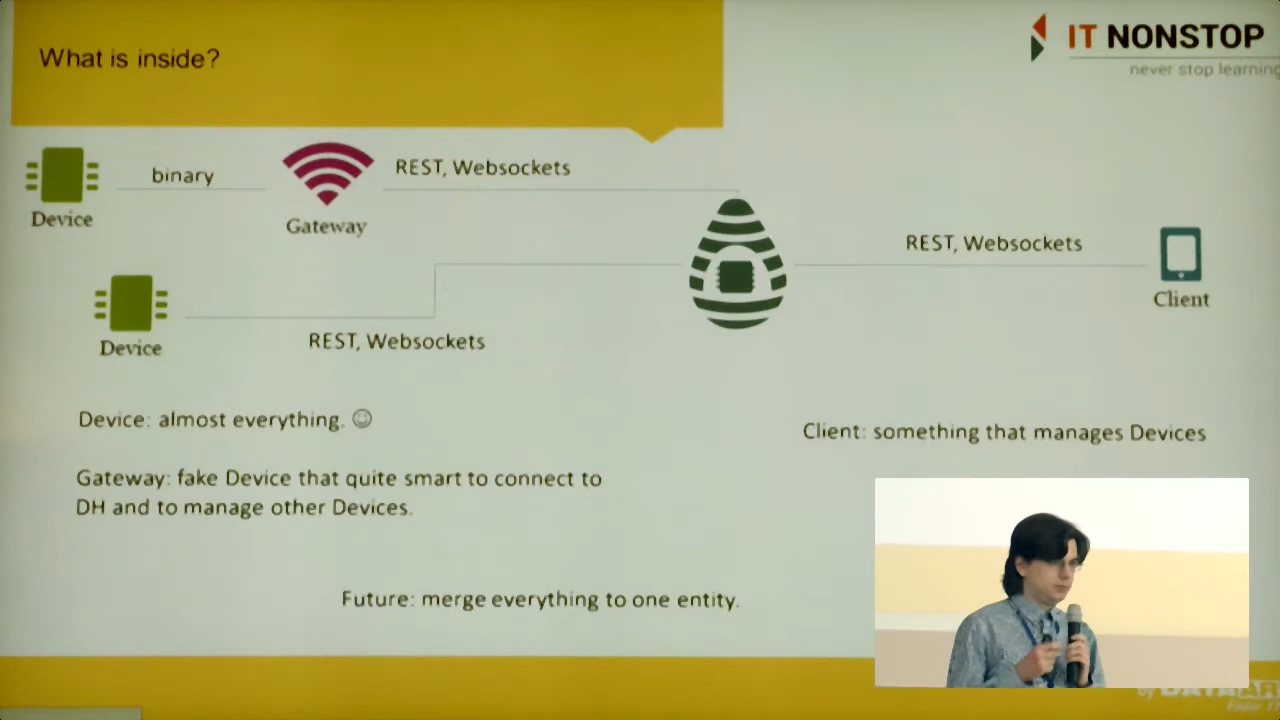 What is inside?
IT NONSTOP
never stop learning
binary
REST, Websockets
Device
Gateway
REST, Websockets
Client
Device
REST, Websockets
Device: almost everything. ☺
Client: something that manages Devices
Gateway: fake Device that quite smart to connect to
DH and to manage other Devices.
Future: merge everything to one entity.
by DATAAR